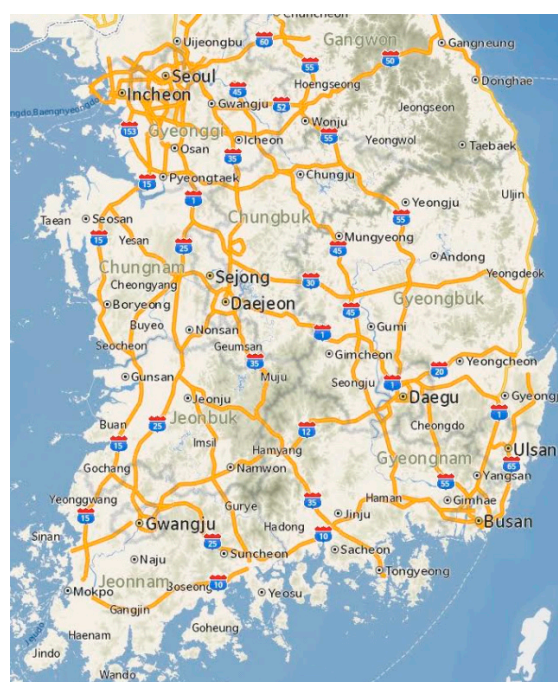 Chuncheon
Uijeongbu
Gangwon
60
Gangneung
50
Seoul
55
Hoengseong
Donghae
45
Incheon
Gwangju
52
Jeongseon
Wonju
153
Gyeonggi
Icheon
55
Yeongwol
Taebaek
Osan
35
15
Pyeongtaek
Chungju
Uljin
1
Yeongju
Taean
Seosan
Chungbuk
55
15
Yesan
25
Mungyeong
45
Andong
Chungnam
Sejong
Yeongdeok
Cheongyang
30
Boryeong
Daejeon
Gyeongbuk
45
Buyeo
Nonsan
Gumi
1
Seocheon
Geumsan
Gimcheon
35
Yeongcheon
Gunsan
Muju
Seongju
20
1
Jeonju
Daegu
Gyeongj
1
Buan
25
Jeonbuk
Cheongdo
12
15
Imsil
Hamyang
Ulsan
Gochang
Namwon
Gyeongnam
65
Yangsan
55
Yeonggwang
35
Haman
Gimhae
15
Gurye
Jinju
Gwangju
Hadong
Busan
Sinan
25
10
Suncheon
Sacheon
Naju
Jeonnam
Boseong
10
Tongyeong
Mokpo
Yeosu
Gangjin
Goheung
Haenam
Jindo
Wando